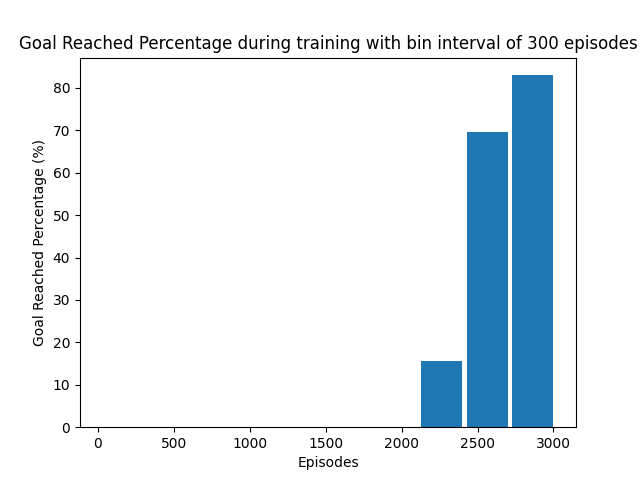 Goal Reached Percentage during training with bin interval of 300 episodes
Goal Reached Percentage (%)
80
70
60
50
40
30
20
10
0
0 500 1000 1500 2000 2500 3000
Episodes